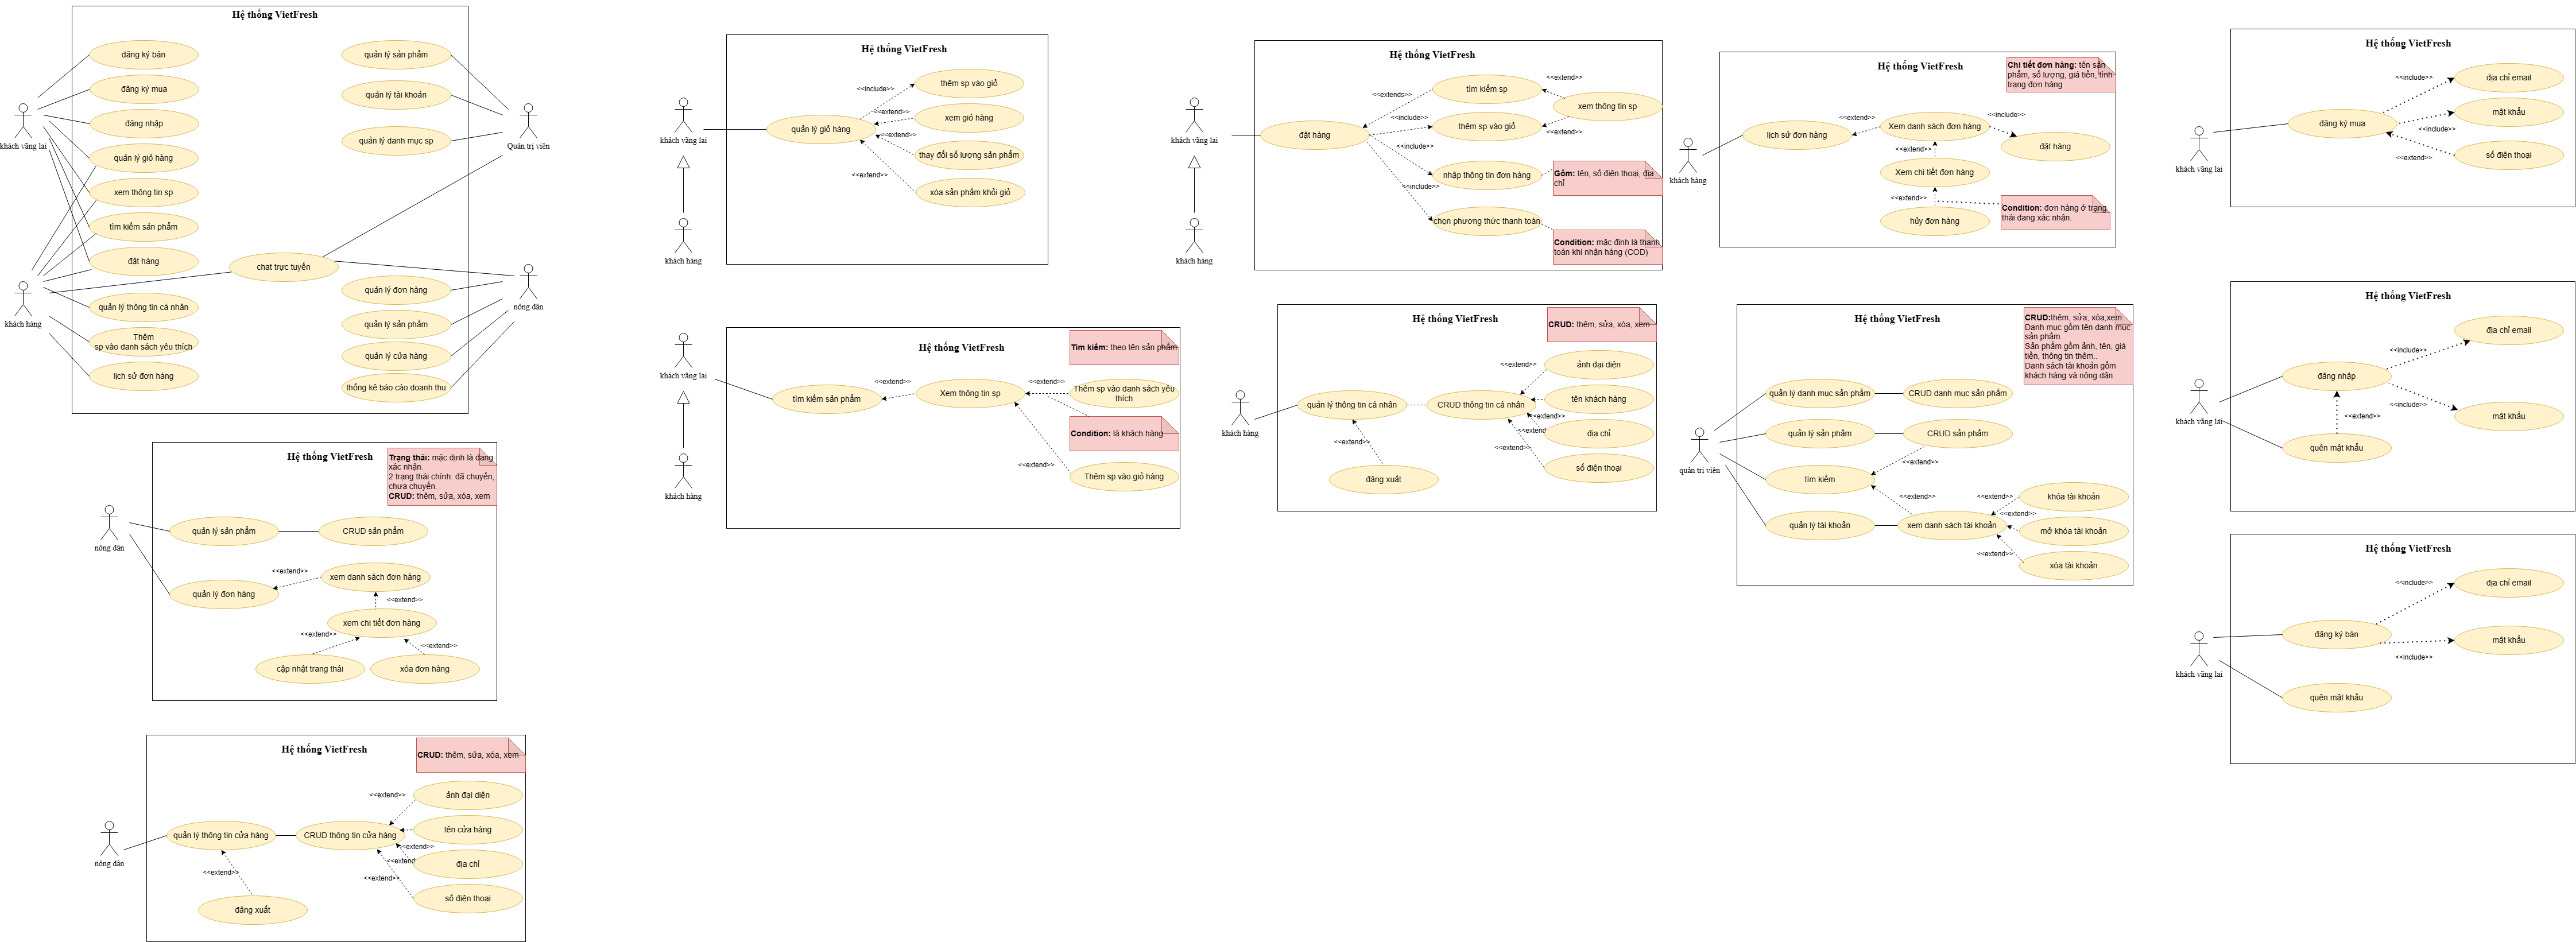 Hệ thống VietFresh
đăng ký bán
đăng ký mua
đăng nhập
quản lý giỏ hàng
xem thông tin sp
tìm kiếm sản phẩm
đặt hàng
chat trực tuyến
quản lý thông tin cá nhân
Thêm
sp vào danh sách yêu thích
lịch sử đơn hàng
quản lý sản phẩm
quản lý tài khoản
quản lý danh mục sp
quản lý đơn hàng
quản lý sản phẩm
quản lý cửa hàng
thống kê báo cáo doanh thu
khách vãng lai
khách hàng
Quản trị viên
nông dân
Hệ thống VietFresh
khách vãng lai
khách hàng
quản lý giỏ hàng
<<include>>
<<extend>>
<<extend>>
<<extend>>
thêm sp vào giỏ
xem giỏ hàng
thay đổi số lượng sản phẩm
xóa sản phẩm khỏi giỏ
Hệ thống VietFresh
khách vãng lai
khách hàng
đặt hàng
<<extends>>
<<include>>
<<include>>
<<include>>
<<extend>>
<<extend>>
tìm kiếm sp
xem thông tin sp
thêm sp vào giỏ
nhập thông tin đơn hàng
Gồm: tên, số điện thoại, địa
chỉ
chọn phương thức thanh toán
Condition: mặc định là thanh
toán khi nhận hàng (COD)
Hệ thống VietFresh
Chi tiết đơn hàng: tên sản
phẩm, số lượng, giá tiền, tình
trạng đơn hàng
khách hàng
lịch sử đơn hàng
<<extend>>
Xem danh sách đơn hàng
<<include>>
đặt hàng
<<extend>>
Xem chi tiết đơn hàng
<<extend>>
hủy đơn hàng
Condition: đơn hàng ở trạng
thái đang xác nhận.
Hệ thống VietFresh
khách vãng lai
đăng ký mua
<<include>>
<<include>>
<<extend>>
địa chỉ email
mật khẩu
số điện thoại
Hệ thống VietFresh
khách vãng lai
khách hàng
Tìm kiếm: theo tên sản phẩm
tìm kiếm sản phẩm
<<extend>>
Xem thông tin sp
<<extend>>
Thêm sp vào danh sách yêu
thích
Condition: là khách hàng
<<extend>>
Thêm sp vào giỏ hàng
Hệ thống VietFresh
CRUD: thêm, sửa, xóa, xem
khách hàng
quản lý thông tin cá nhân
CRUD thông tin cá nhân
<<extend>>
<<extend>>
<<extend>>
<<extend>>
<<extend>>
ảnh đại diện
tên khách hàng
địa chỉ
số điện thoại
đăng xuất
Hệ thống VietFresh
CRUD:thêm, sửa, xóa,xem
Danh mục gồm tên danh mục
sản phẩm.
Sản phẩm gồm ảnh, tên, giá
tiền, thông tin thêm..
Danh sách tài khoản gồm
khách hàng và nông dân
quản trị viên
quản lý danh mục sản phẩm
CRUD danh mục sản phẩm
quản lý sản phẩm
CRUD sản phẩm
<<extend>>
tìm kiếm
<<extend>>
quản lý tài khoản
xem danh sách tài khoản
<<extend>>
<<extend>>
<<extend>>
khóa tài khoản
mở khóa tài khoản
xóa tài khoản
Hệ thống VietFresh
khách vãng lai
đăng nhập
<<include>>
<<include>>
<<extend>>
địa chỉ email
mật khẩu
quên mật khẩu
Hệ thống VietFresh
Trạng thái: mặc định là đang
xác nhận.
2 trạng thái chính: đã chuyển,
chưa chuyển.
CRUD: thêm, sửa, xóa, xem
nông dân
quản lý sản phẩm
CRUD sản phẩm
quản lý đơn hàng
<<extend>>
xem danh sách đơn hàng
<<extend>>
xem chi tiết đơn hàng
<<extend>>
<<extend>>
cập nhật trang thái
xóa đơn hàng
Hệ thống VietFresh
khách vãng lai
đăng ký bán
<<include>>
<<include>>
địa chỉ email
mật khẩu
quên mật khẩu
Hệ thống VietFresh
CRUD: thêm, sửa, xóa, xem
nông dân
quản lý thông tin cửa hàng
CRUD thông tin cửa hàng
<<extend>>
<<extend>>
<<extend>>
<<extend>>
<<extend>>
ảnh đại diện
tên cửa hàng
địa chỉ
số điện thoại
đăng xuất